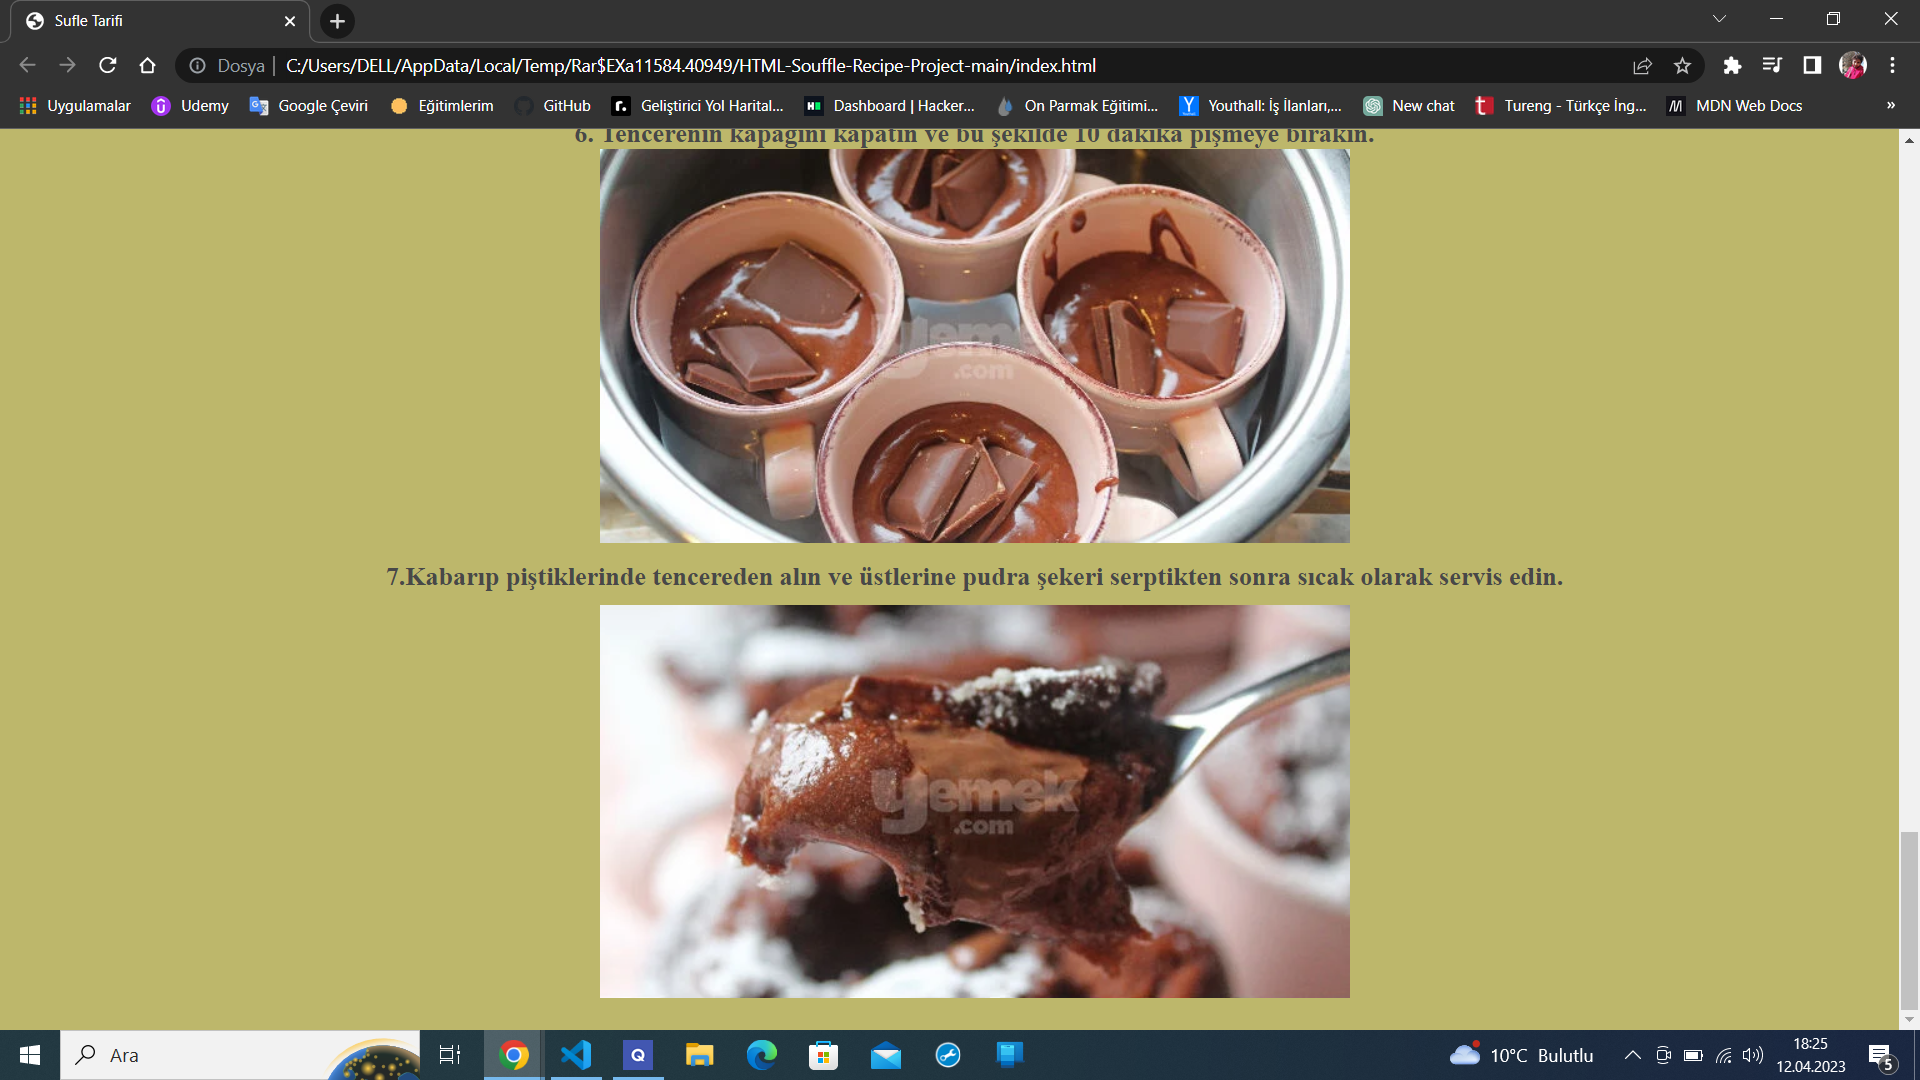 Sufle Tarifi
Dosya
C:/Users/DELL/AppData/Local/Temp/Rar$EXa11584.40949/HTML-Souffle-Recipe-Project-main/index.html
Uygulamalar
Udemy
Google Çeviri
Eğitimlerim
GitHub
Geliştirici Yol Harital...
Dashboard | Hacker...
On Parmak Eğitimi...
Youthall: İş İlanları,...
New chat
Tureng - Türkçe İng...
MDN Web Docs
»
6. Tencerenin kapağını kapatın ve bu şekilde 10 dakika pişmeye bırakın.
yemek
.com
7.Kabarıp piştiklerinde tencereden alın ve üstlerine pudra şekeri serptikten sonra sıcak olarak servis edin.
yemek
.com
Ara
10°C Bulutlu
18:25
12.04.2023
5